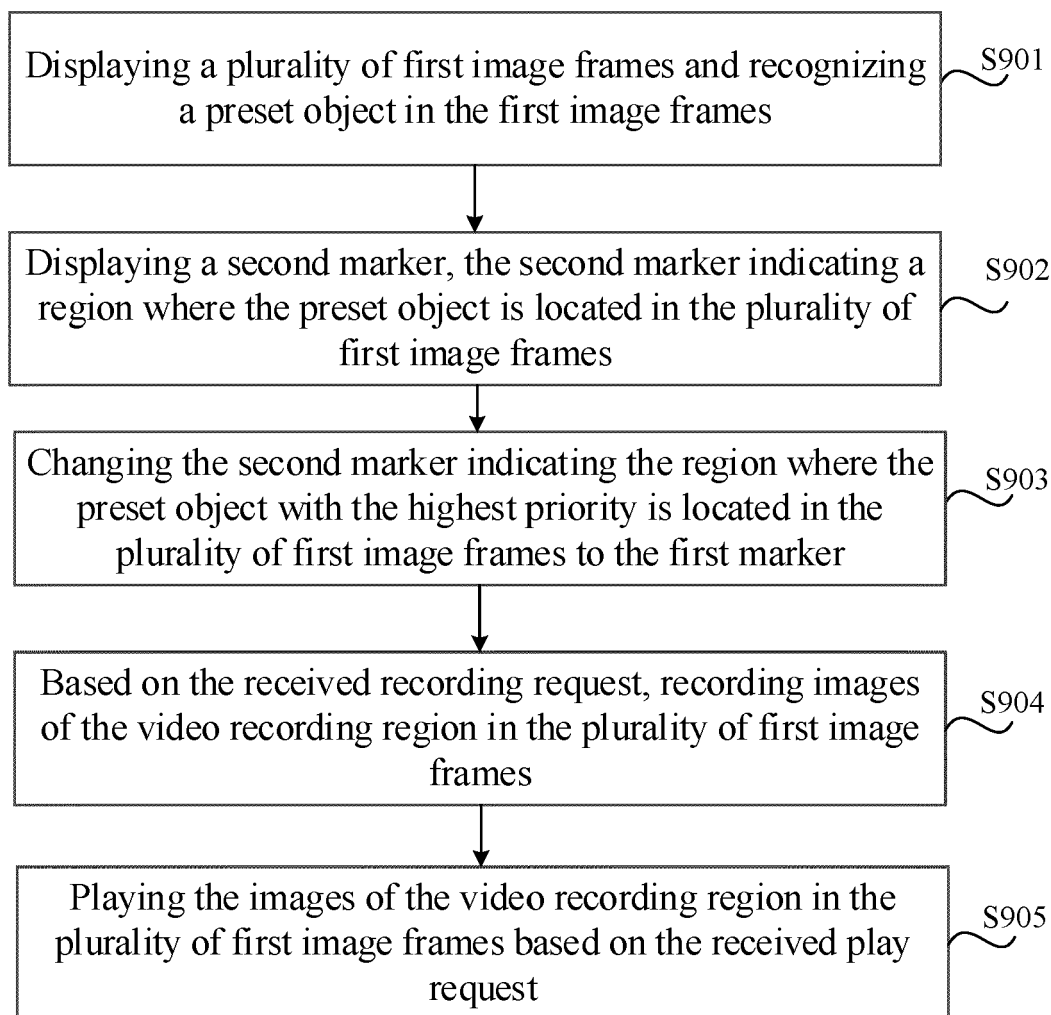 Displaying a plurality of first image frames and recognizing
a preset object in the first image frames
S901
Displaying a second marker, the second marker indicating a
region where the preset object is located in the plurality of
first image frames
S902
Changing the second marker indicating the region where the
preset object with the highest priority is located in the
plurality of first image frames to the first marker
S903
Based on the received recording request, recording images
of the video recording region in the plurality of first image
frames
S904
Playing the images of the video recording region in the
plurality of first image frames based on the received play
request
S905